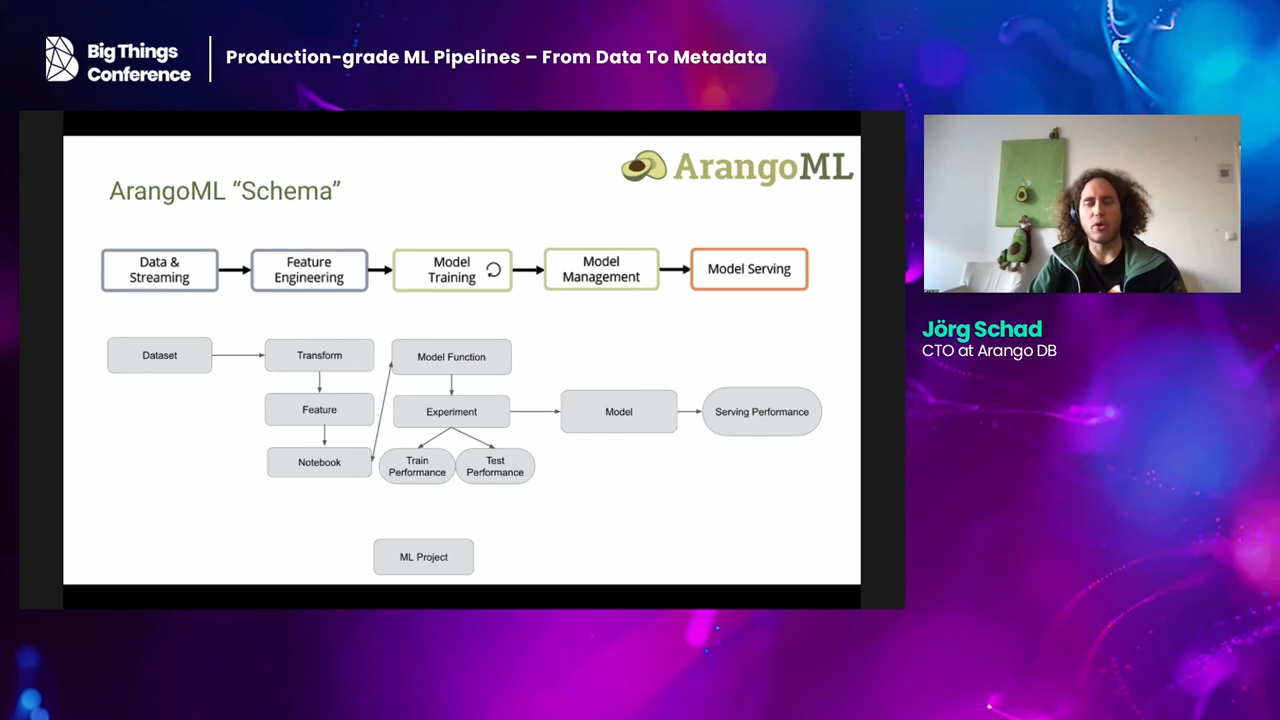 Big Things
Conference
Production-grade ML Pipelines – From Data To Metadata
ArangoML
ArangoML “Schema”
Data &
Streaming
Feature
Engineering
Model
Training
Model
Management
Model Serving
Dataset
Transform
Model Function
Feature
Experiment
Model
Serving Performance
Notebook
Train
Performance
Test
Performance
ML Project
Jörg Schad
CTO at Arango DB